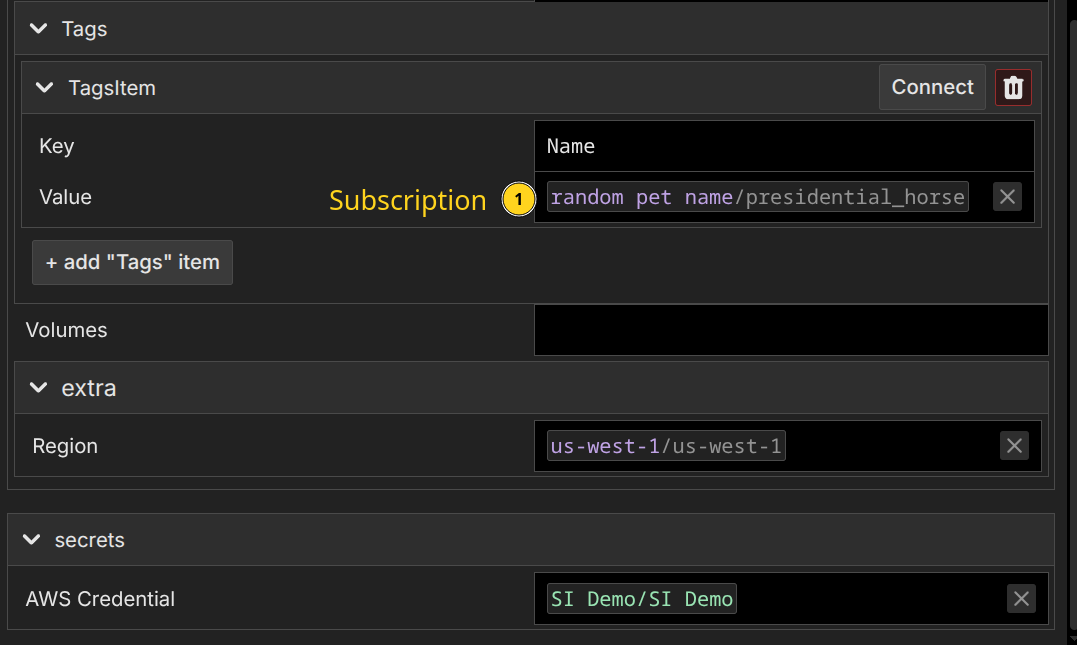 Tags
TagsItem Connect
Key Name
Value Subscription 1 random pet name/presidential_horse
+ add "Tags" item
Volumes
extra
Region us-west-1/us-west-1
secrets
AWS Credential SI Demo/SI Demo